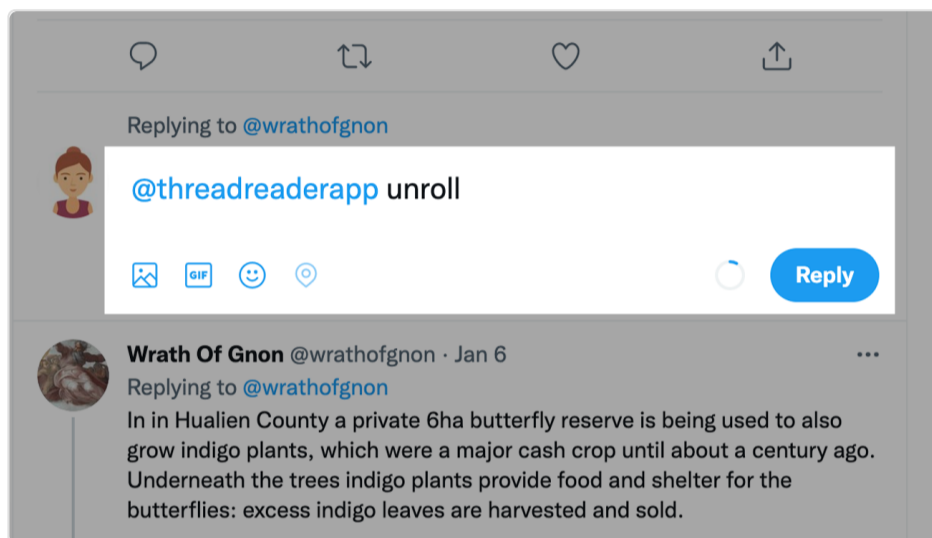 Replying to @wrathofgnon
@threadreaderapp unroll
GIF
Reply
Wrath Of Gnon @wrathofgnon · Jan 6
Replying to @wrathofgnon
In in Hualien County a private 6ha butterfly reserve is being used to also
grow indigo plants, which were a major cash crop until about a century ago.
Underneath the trees indigo plants provide food and shelter for the
butterflies: excess indigo leaves are harvested and sold.